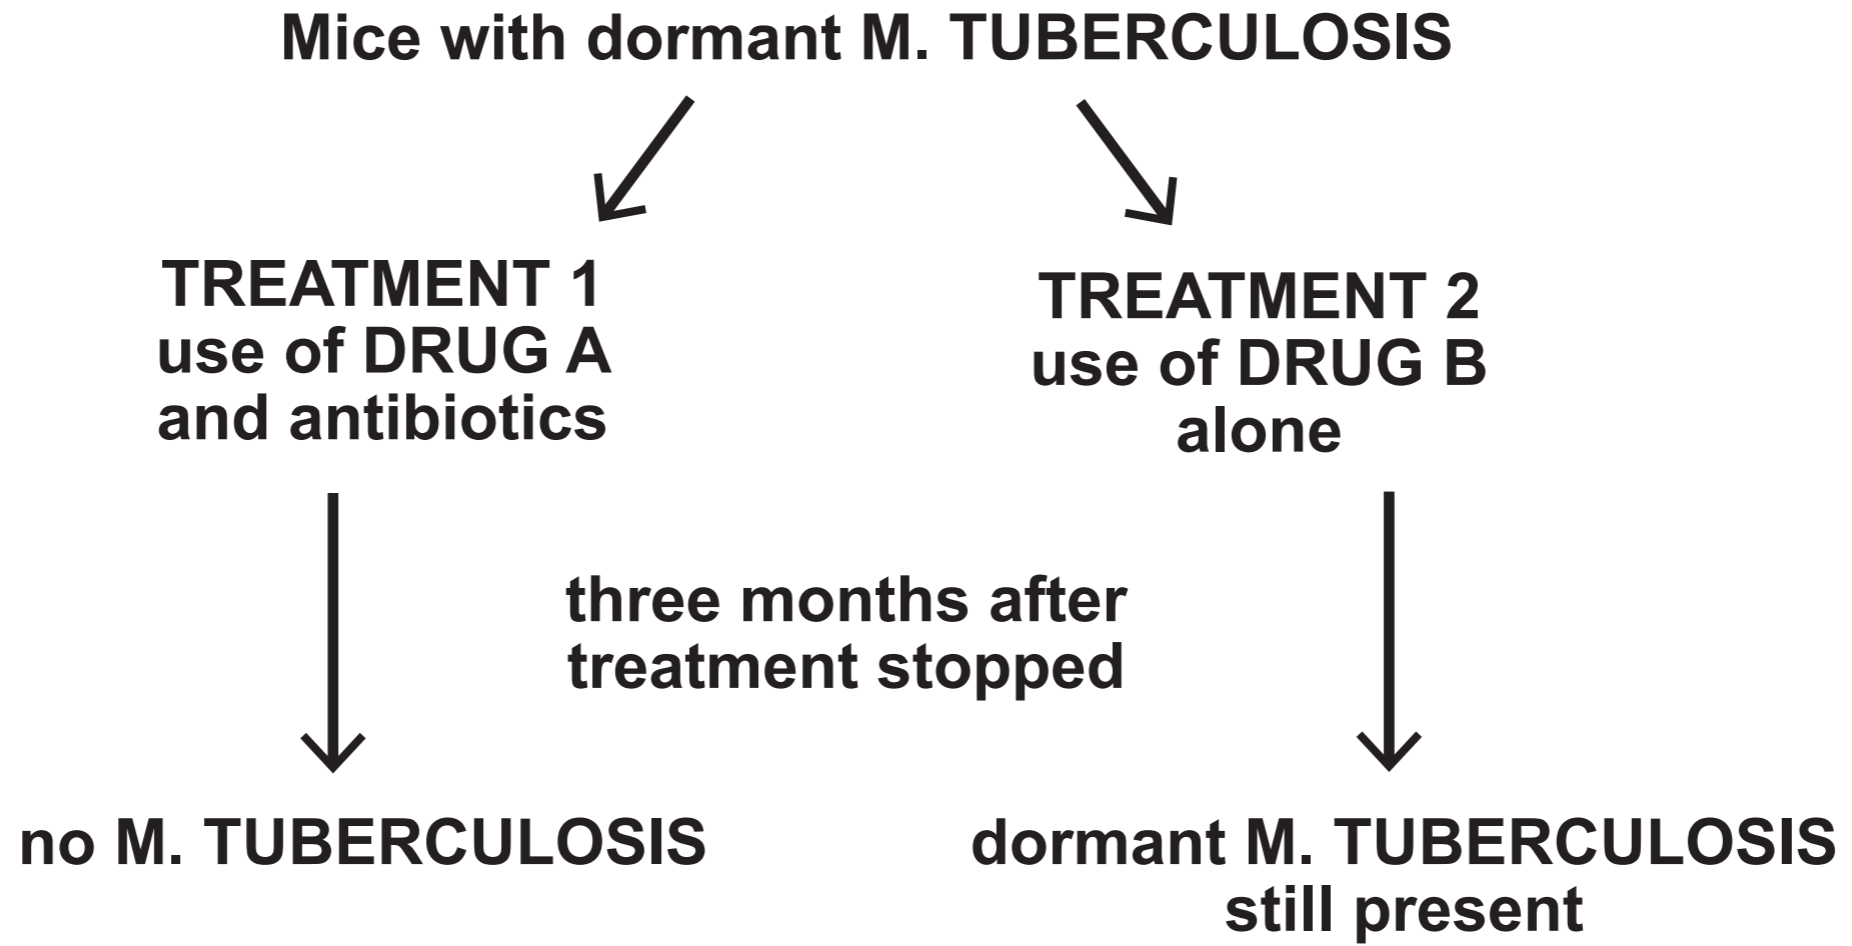 Mice with dormant M. TUBERCULOSIS
TREATMENT 1
use of DRUG A
and antibiotics
TREATMENT 2
use of DRUG B
alone
three months after
treatment stopped
no M. TUBERCULOSIS
dormant M. TUBERCULOSIS
still present